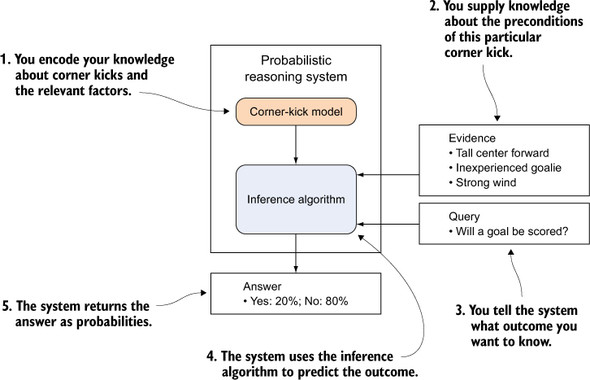 1. You encode your knowledge
about corner kicks and
the relevant factors.
2. You supply knowledge
about the preconditions
of this particular
corner kick.
Probabilistic
reasoning system
Corner-kick model
Inference algorithm
Evidence
• Tall center forward
• Inexperienced goalie
• Strong wind
Query
• Will a goal be scored?
3. You tell the system
what outcome you
want to know.
4. The system uses the inference
algorithm to predict the outcome.
Answer
• Yes: 20%; No: 80%
5. The system returns the
answer as probabilities.